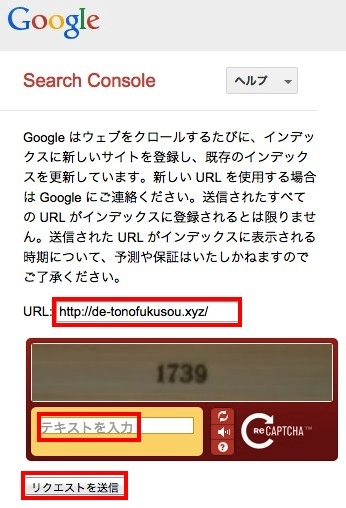 Google
Search Console
ヘルプ
Google はウェブをクロールするたびに、インデッ
クスに新しいサイトを登録し、既存のインデックス
を更新しています。新しい URL を使用する場合
は Google にご連絡ください。送信されたすべて
の URL がインデックスに登録されるとは限りませ
ん。送信された URL がインデックスに表示される
時期について、予測や保証はいたしかねますので
ご了承ください。
URL: http://de-tonofukusou.xyz/
1739
テキストを入力
?
ReCAPTCHA™
リクエストを送信